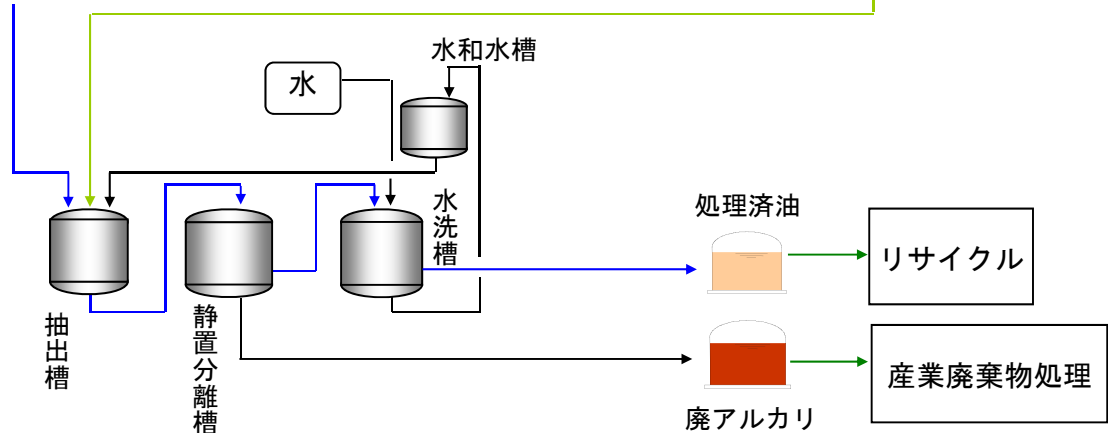 水和水槽
水
水洗槽
処理済油
リサイクル
抽出槽
静置分離槽
産業廃棄物処理
廃アルカリ